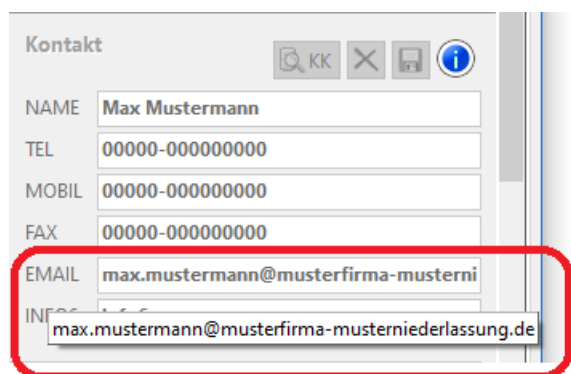 Kontakt
KK
i
NAME Max Mustermann
TEL 00000-000000000
MOBIL 00000-000000000
FAX 00000-000000000
EMAIL max.mustermann@musterfirma-musterni
max.mustermann@musterfirma-musterniederlassung.de